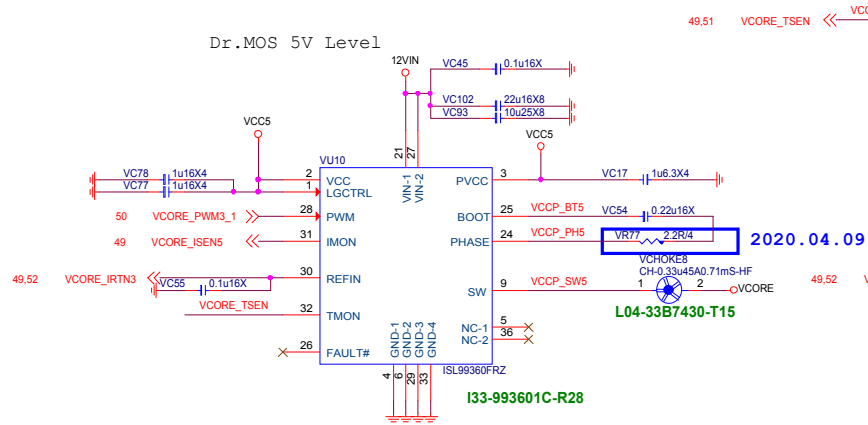 VCO
49,51 VCORE_TSEN
Dr.MOS 5V Level
12VIN
VC45 0.1u16X
VC102 22u16X8
VC93 10u25X8
VCC5
VCC5
21
27
VU10
VIN-1
VIN-2
VC78 1u16X4
VC77 1u16X4
2 VCC
1 LGCTRL
PVCC 3
VC17 1u6.3X4
50 VCORE_PWM3_1
28 PWM
BOOT 25 VCCP_BT5 VC54 0.22u16X
49 VCORE_ISEN5
31 IMON
PHASE 24 VCCP_PH5 VR77 2.2R/4
2020.04.09
VCHOKE8
CH-0.33u45A0.71mS-HF
49,52 VCORE_IRTN3
30 REFIN
VC55 0.1u16X
SW 9 VCCP_SW5 1 2 VCORE
49,52 V
L04-33B7430-T15
VCORE_TSEN
32 TMON
NC-1 5
NC-2 36
26 FAULT#
GND-1
GND-2
GND-3
GND-4
4
6
29
33
ISL99360FRZ
I33-993601C-R28